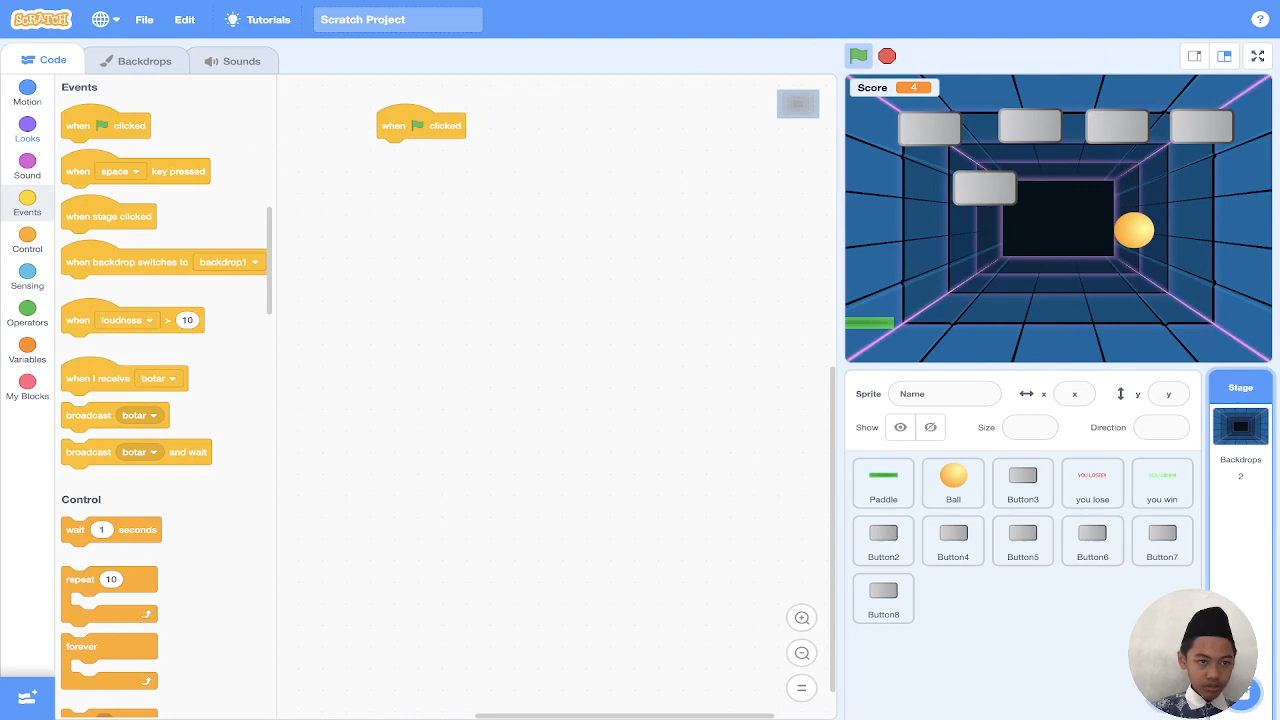 SCRATCH
File
Edit
Tutorials
Scratch Project
?
Code
Backdrops
Sounds
Motion
Looks
Sound
Events
Control
Sensing
Operators
Variables
My Blocks
Events
when clicked
when space key pressed
when stage clicked
when backdrop switches to backdrop1
when loudness > 10
when I receive botar
broadcast botar
broadcast botar and wait
Control
wait 1 seconds
repeat 10
forever
when clicked
Score 4
Sprite Name
x x
y y
Show
Size
Direction
Stage
Backdrops
2
Paddle
Ball
Button3
YOU LOSE!!
you lose
you win
Button2
Button4
Button5
Button6
Button7
Button8